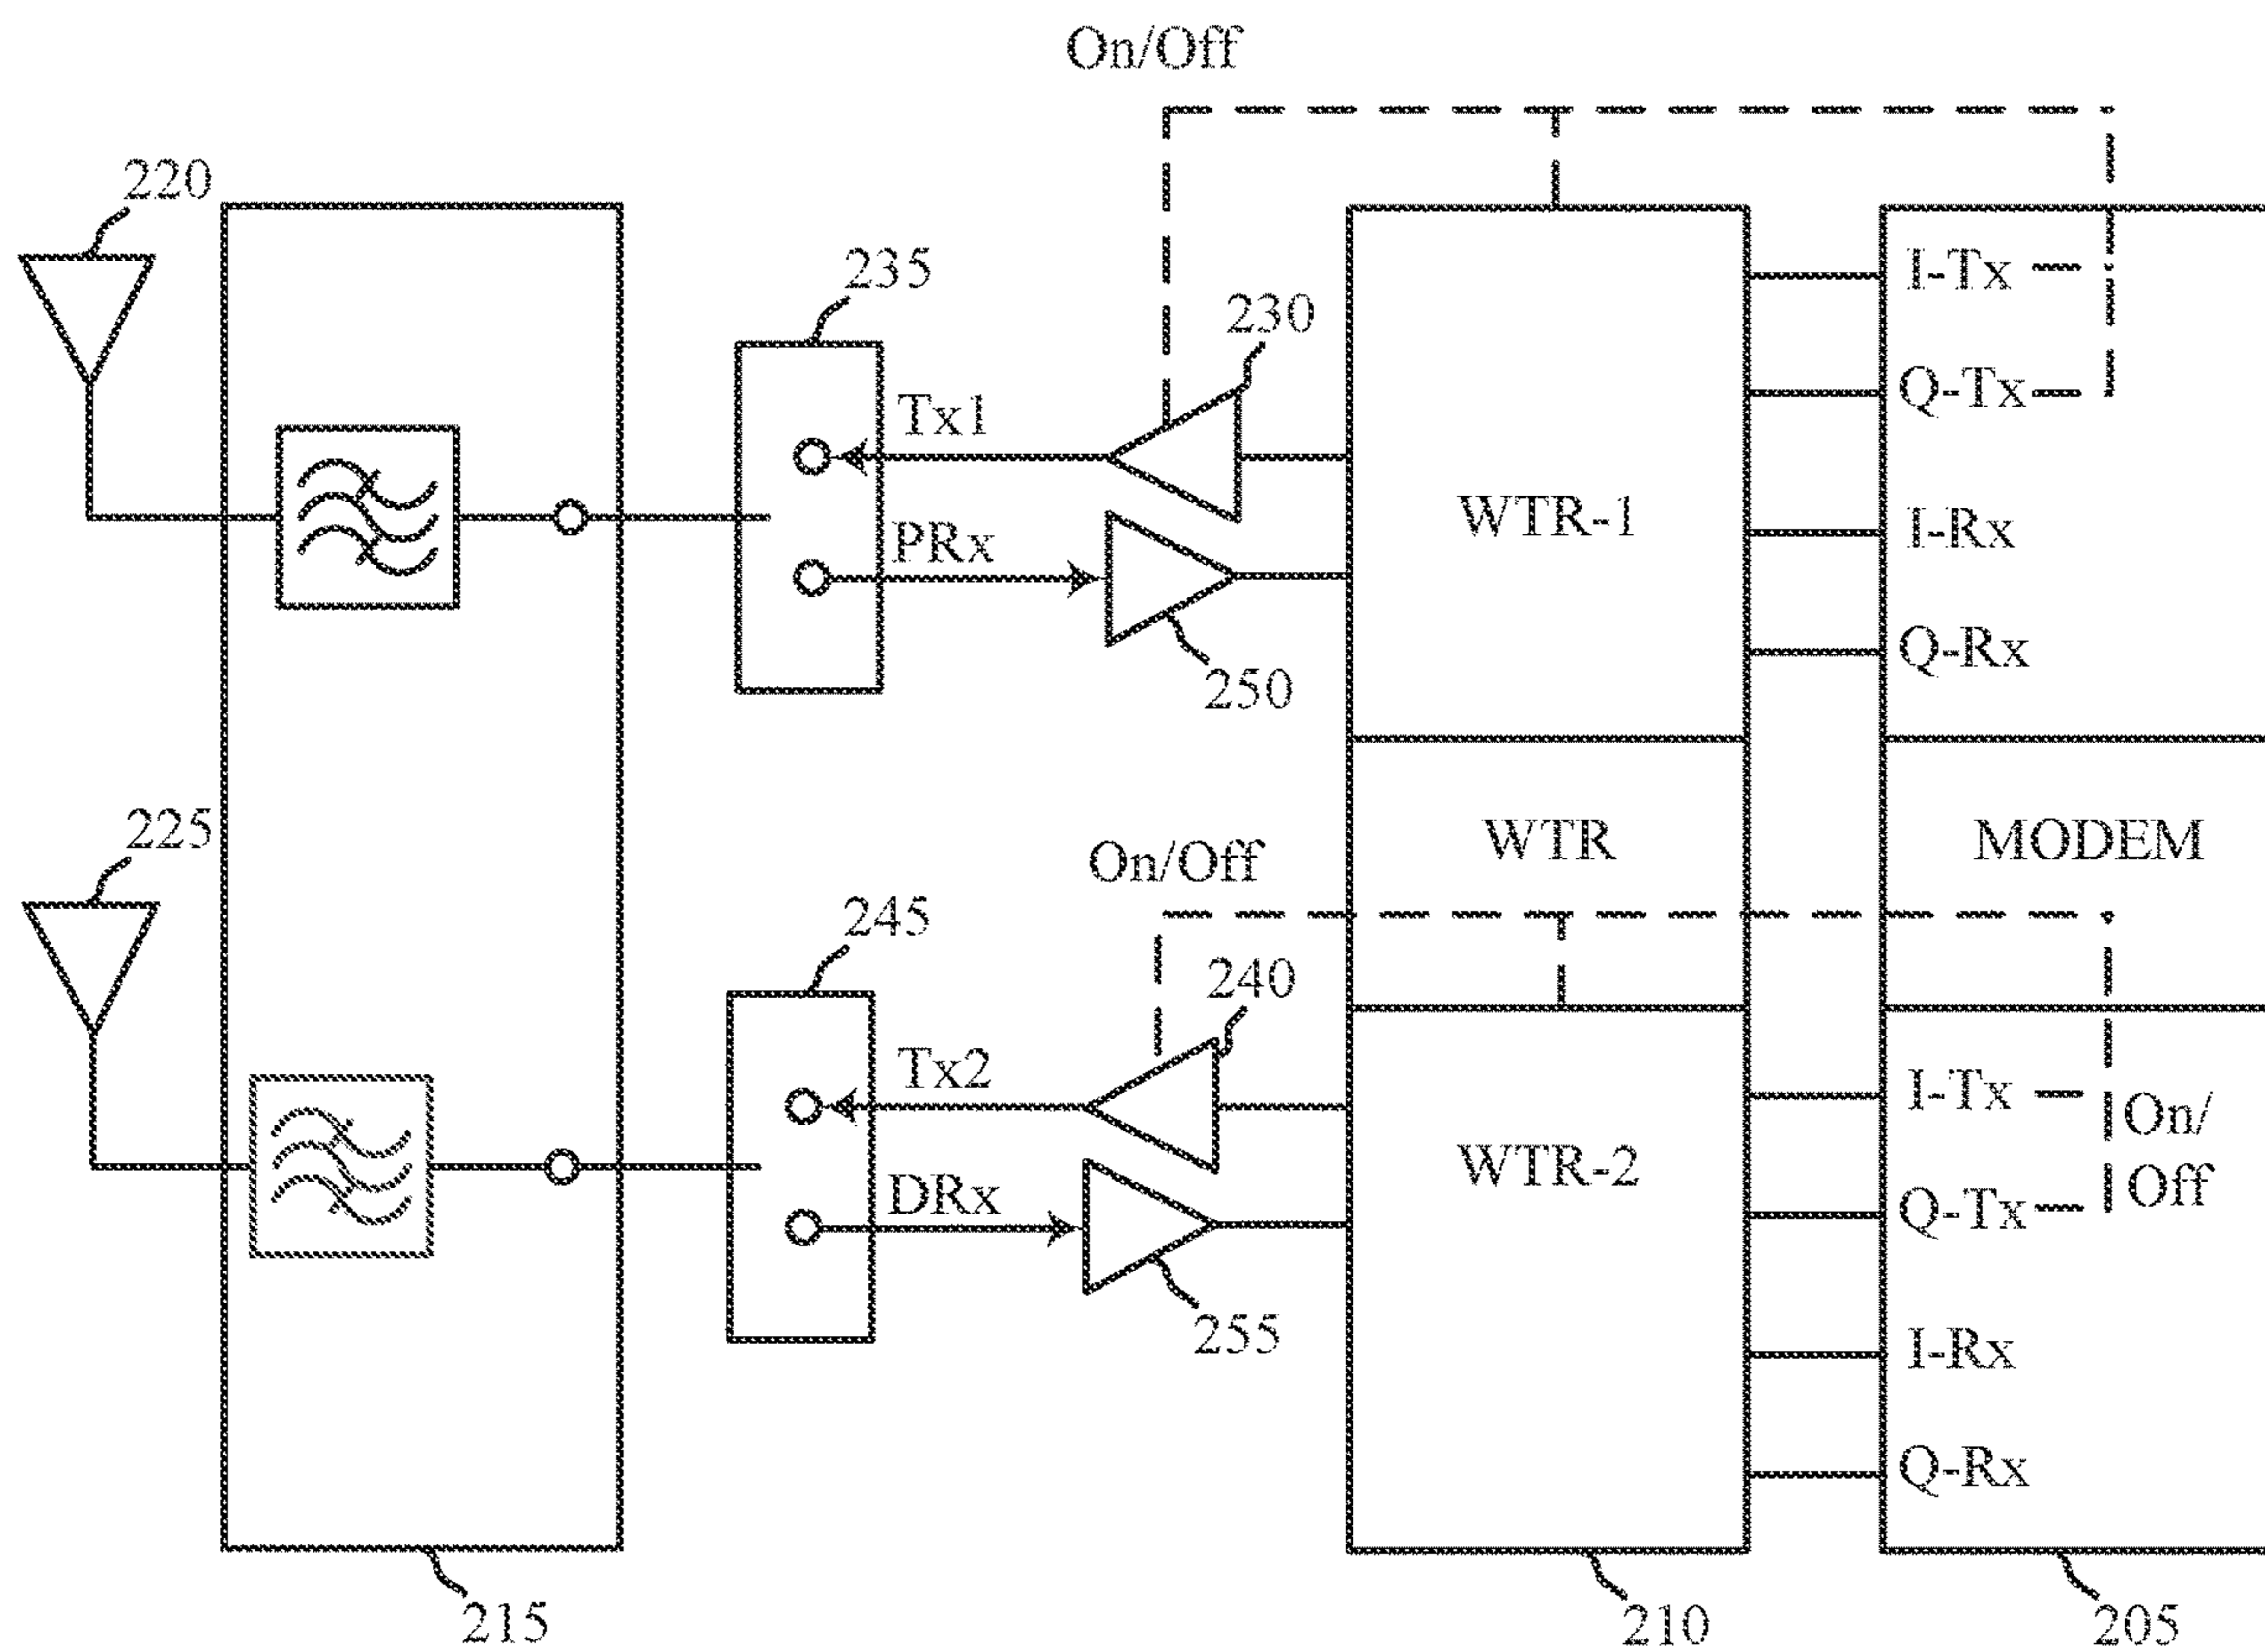 On/Off
220
235
230
I-Tx
Q-Tx
Tx1
WTR-1
PRx
I-Rx
Q-Rx
250
225
WTR
MODEM
On/Off
245
240
Tx2
I-Tx
On/
Off
WTR-2
DRx
Q-Tx
255
I-Rx
Q-Rx
215
210
205